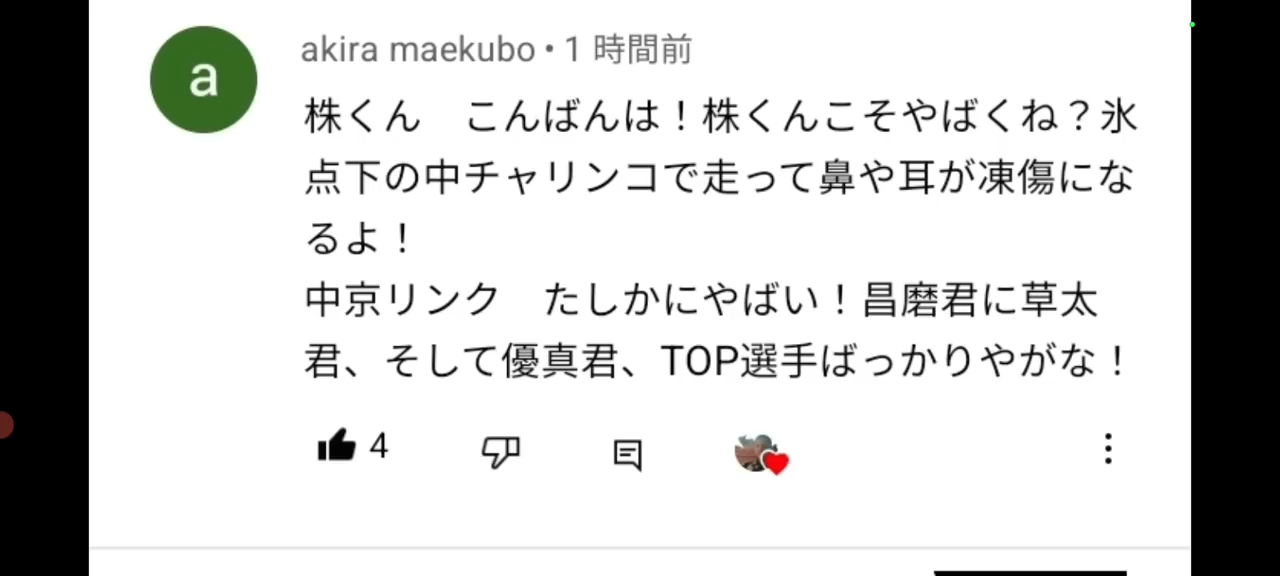 a
akira maekubo • 1 時間前
株くん　こんばんは！株くんこそやばくね？氷
点下の中チャリンコで走って鼻や耳が凍傷にな
るよ！
中京リンク　たしかにやばい！昌磨君に草太
君、そして優真君、TOP選手ばっかりやがな！
4